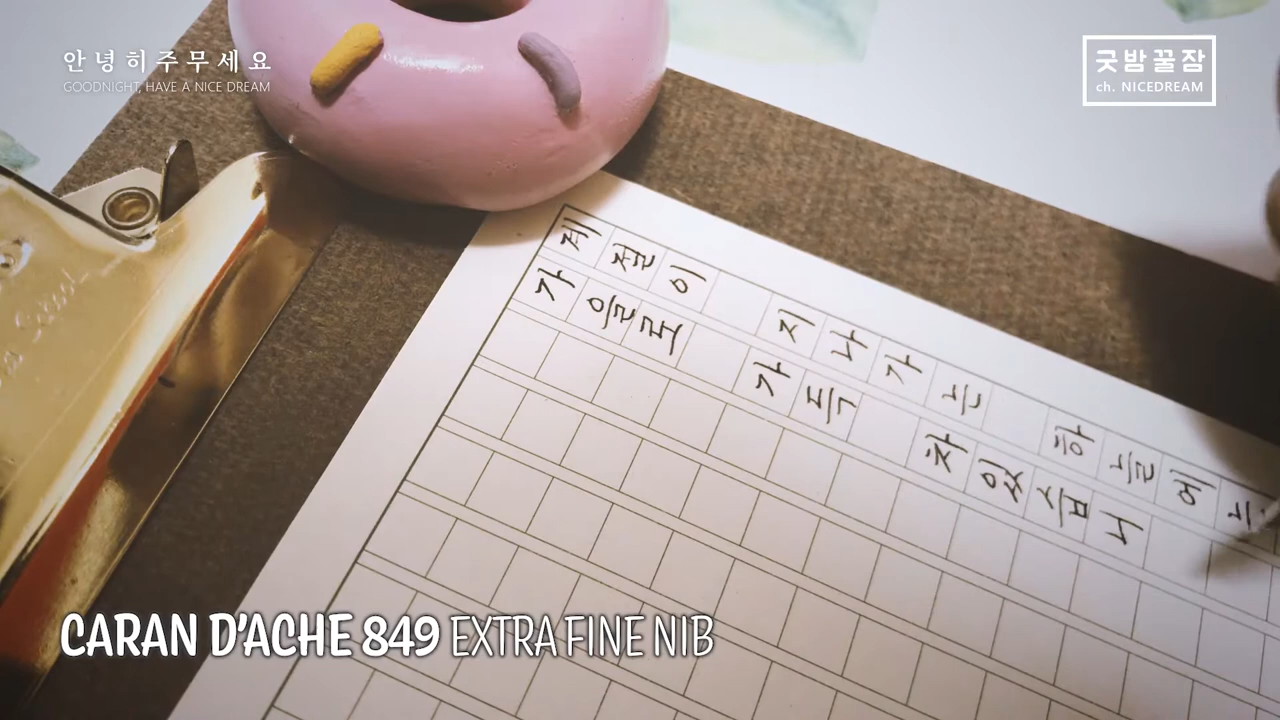 안녕히주무세요
GOODNIGHT, HAVE A NICE DREAM
굿밤꿀잠
ch. NICEDREAM
계절이 지나가는 하늘에는
가을로 가득 차있습니
CARAN D'ACHE 849 EXTRA FINE NIB